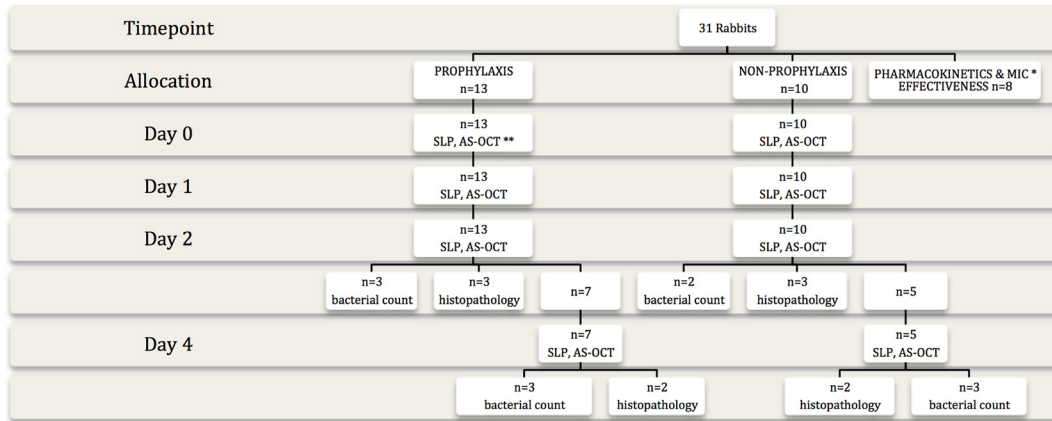 Timepoint
31 Rabbits
Allocation
PROPHYLAXIS
n=13
NON-PROPHYLAXIS
n=10
PHARMACOKINETICS & MIC *
EFFECTIVENESS n=8
Day 0
n=13
SLP, AS-OCT **
n=10
SLP, AS-OCT
Day 1
n=13
SLP, AS-OCT
n=10
SLP, AS-OCT
Day 2
n=13
SLP, AS-OCT
n=10
SLP, AS-OCT
n=3
bacterial count
n=3
histopathology
n=7
n=2
bacterial count
n=3
histopathology
n=5
Day 4
n=7
SLP, AS-OCT
n=5
SLP, AS-OCT
n=3
bacterial count
n=2
histopathology
n=2
histopathology
n=3
bacterial count